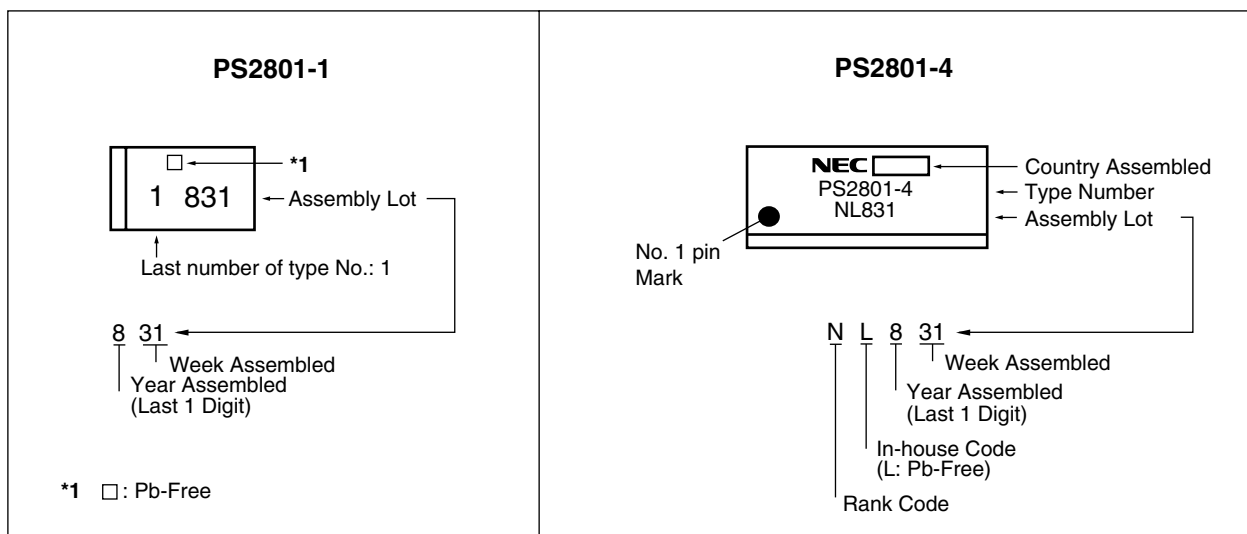 PS2801-1
*1
1 831
Assembly Lot
Last number of type No.: 1
8 31
Week Assembled
Year Assembled
(Last 1 Digit)
*1 □: Pb-Free
PS2801-4
NEC
Country Assembled
PS2801-4
Type Number
NL831
Assembly Lot
No. 1 pin
Mark
N L 8 31
Week Assembled
Year Assembled
(Last 1 Digit)
In-house Code
(L: Pb-Free)
Rank Code